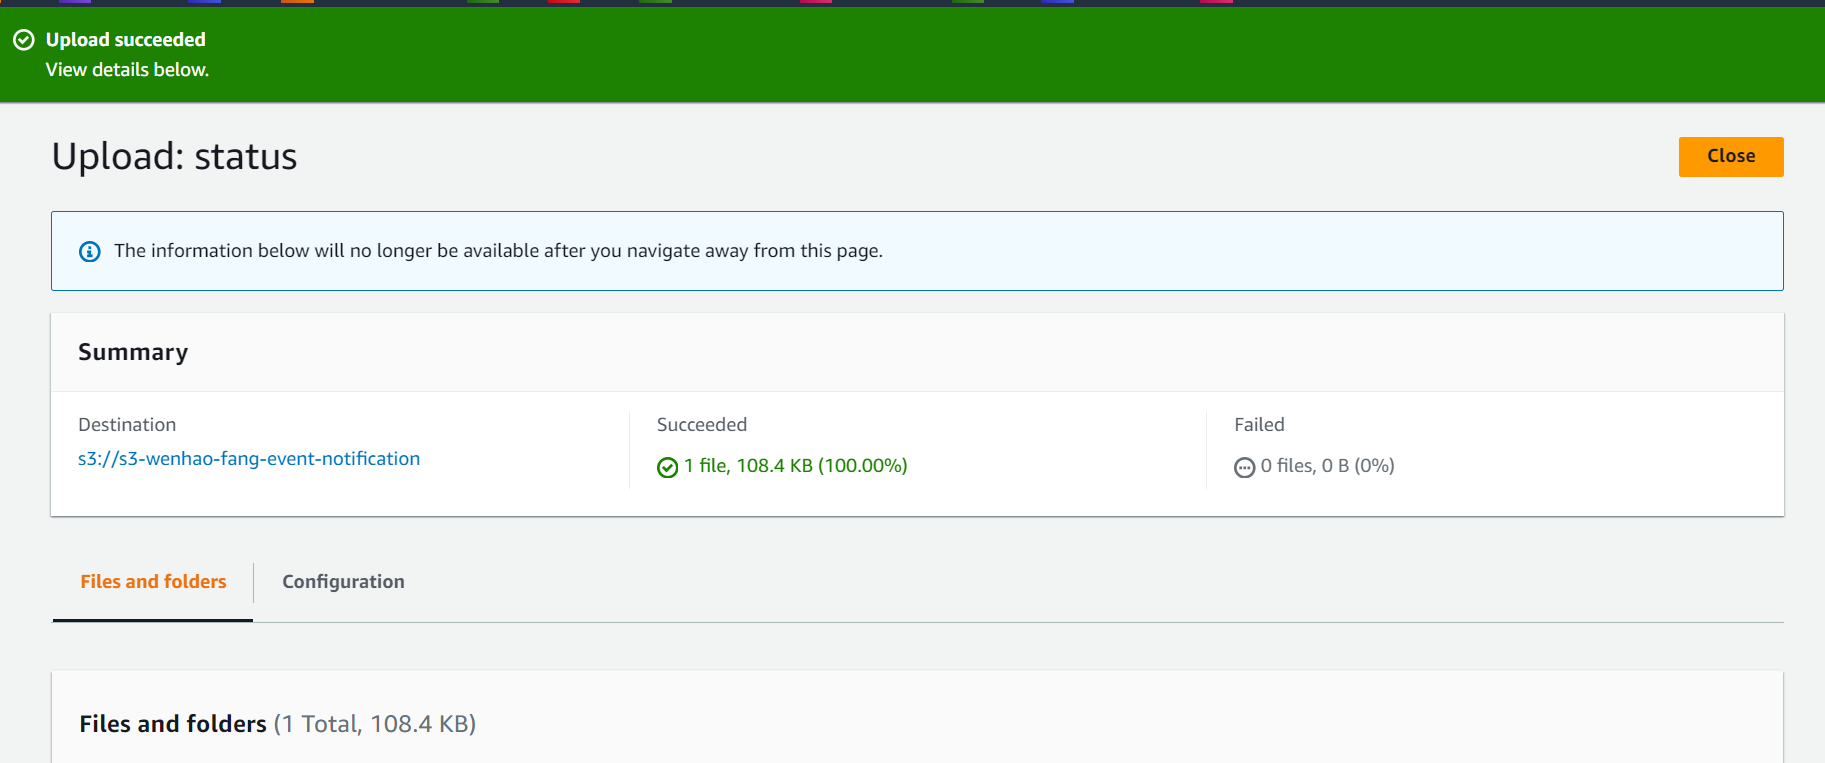 Upload succeeded
View details below.
Upload: status
Close
The information below will no longer be available after you navigate away from this page.
Summary
Destination
s3://s3-wenhao-fang-event-notification
Succeeded
1 file, 108.4 KB (100.00%)
Failed
0 files, 0 B (0%)
Files and folders
Configuration
Files and folders (1 Total, 108.4 KB)